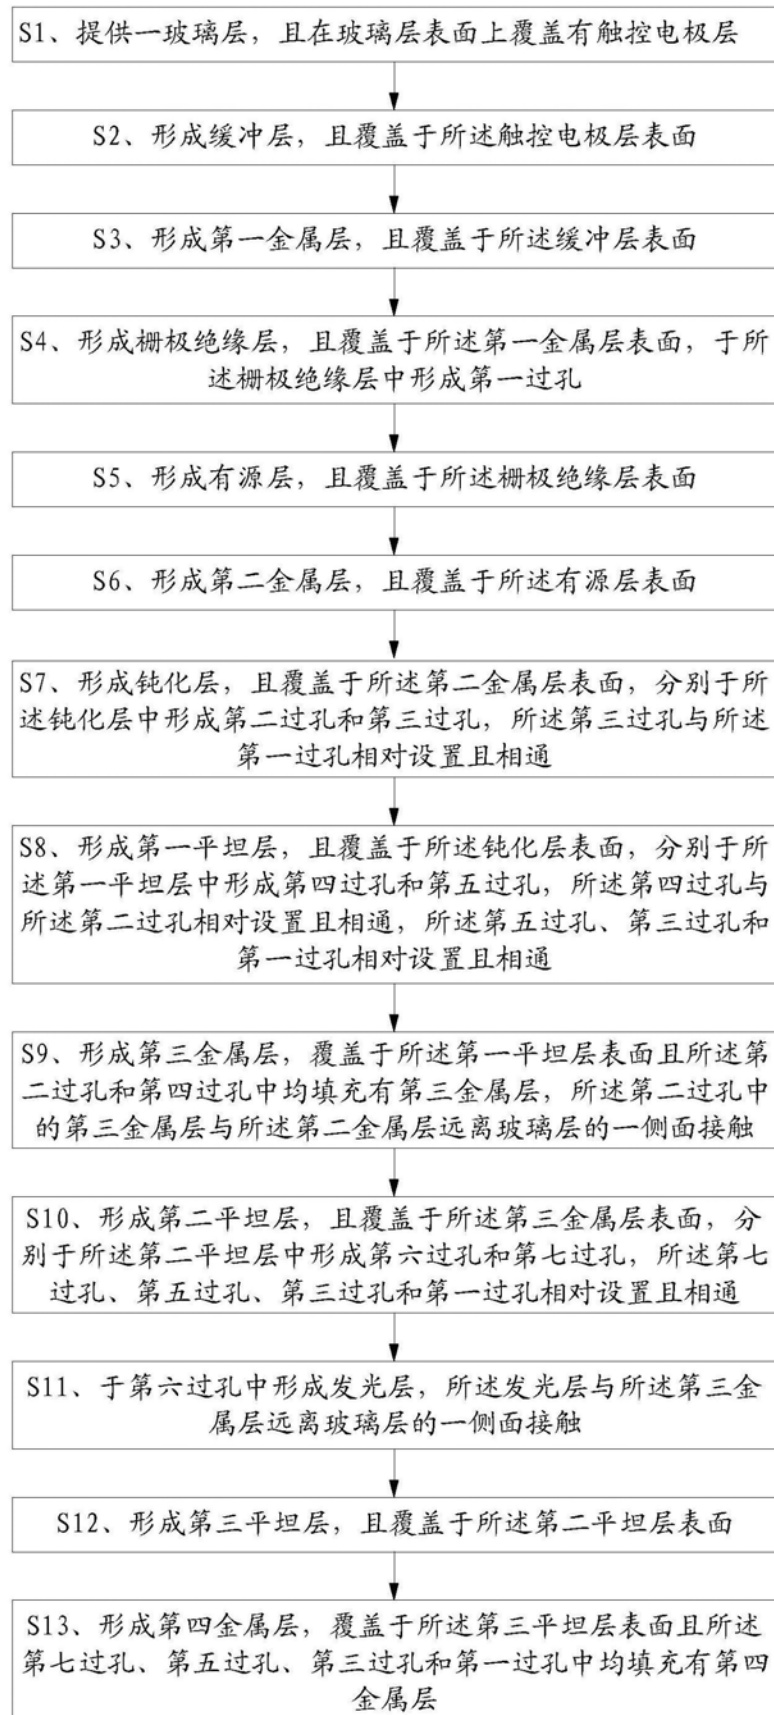 S1、提供一玻璃层，且在玻璃层表面上覆盖有触控电极层
S2、形成缓冲层，且覆盖于所述触控电极层表面
S3、形成第一金属层，且覆盖于所述缓冲层表面
S4、形成栅极绝缘层，且覆盖于所述第一金属层表面，于所
述栅极绝缘层中形成第一过孔
S5、形成有源层，且覆盖于所述栅极绝缘层表面
S6、形成第二金属层，且覆盖于所述有源层表面
S7、形成钝化层，且覆盖于所述第二金属层表面，分别于所
述钝化层中形成第二过孔和第三过孔，所述第三过孔与所述
第一过孔相对设置且相通
S8、形成第一平坦层，且覆盖于所述钝化层表面，分别于所
述第一平坦层中形成第四过孔和第五过孔，所述第四过孔与
所述第二过孔相对设置且相通，所述第五过孔、第三过孔和
第一过孔相对设置且相通
S9、形成第三金属层，覆盖于所述第一平坦层表面且所述第
二过孔和第四过孔中均填充有第三金属层，所述第二过孔中
的第三金属层与所述第二金属层远离玻璃层的一侧面接触
S10、形成第二平坦层，且覆盖于所述第三金属层表面，分
别于所述第二平坦层中形成第六过孔和第七过孔，所述第七
过孔、第五过孔、第三过孔和第一过孔相对设置且相通
S11、于第六过孔中形成发光层，所述发光层与所述第三金
属层远离玻璃层的一侧面接触
S12、形成第三平坦层，且覆盖于所述第二平坦层表面
S13、形成第四金属层，覆盖于所述第三平坦层表面且所述
第七过孔、第五过孔、第三过孔和第一过孔中均填充有第四
金属层